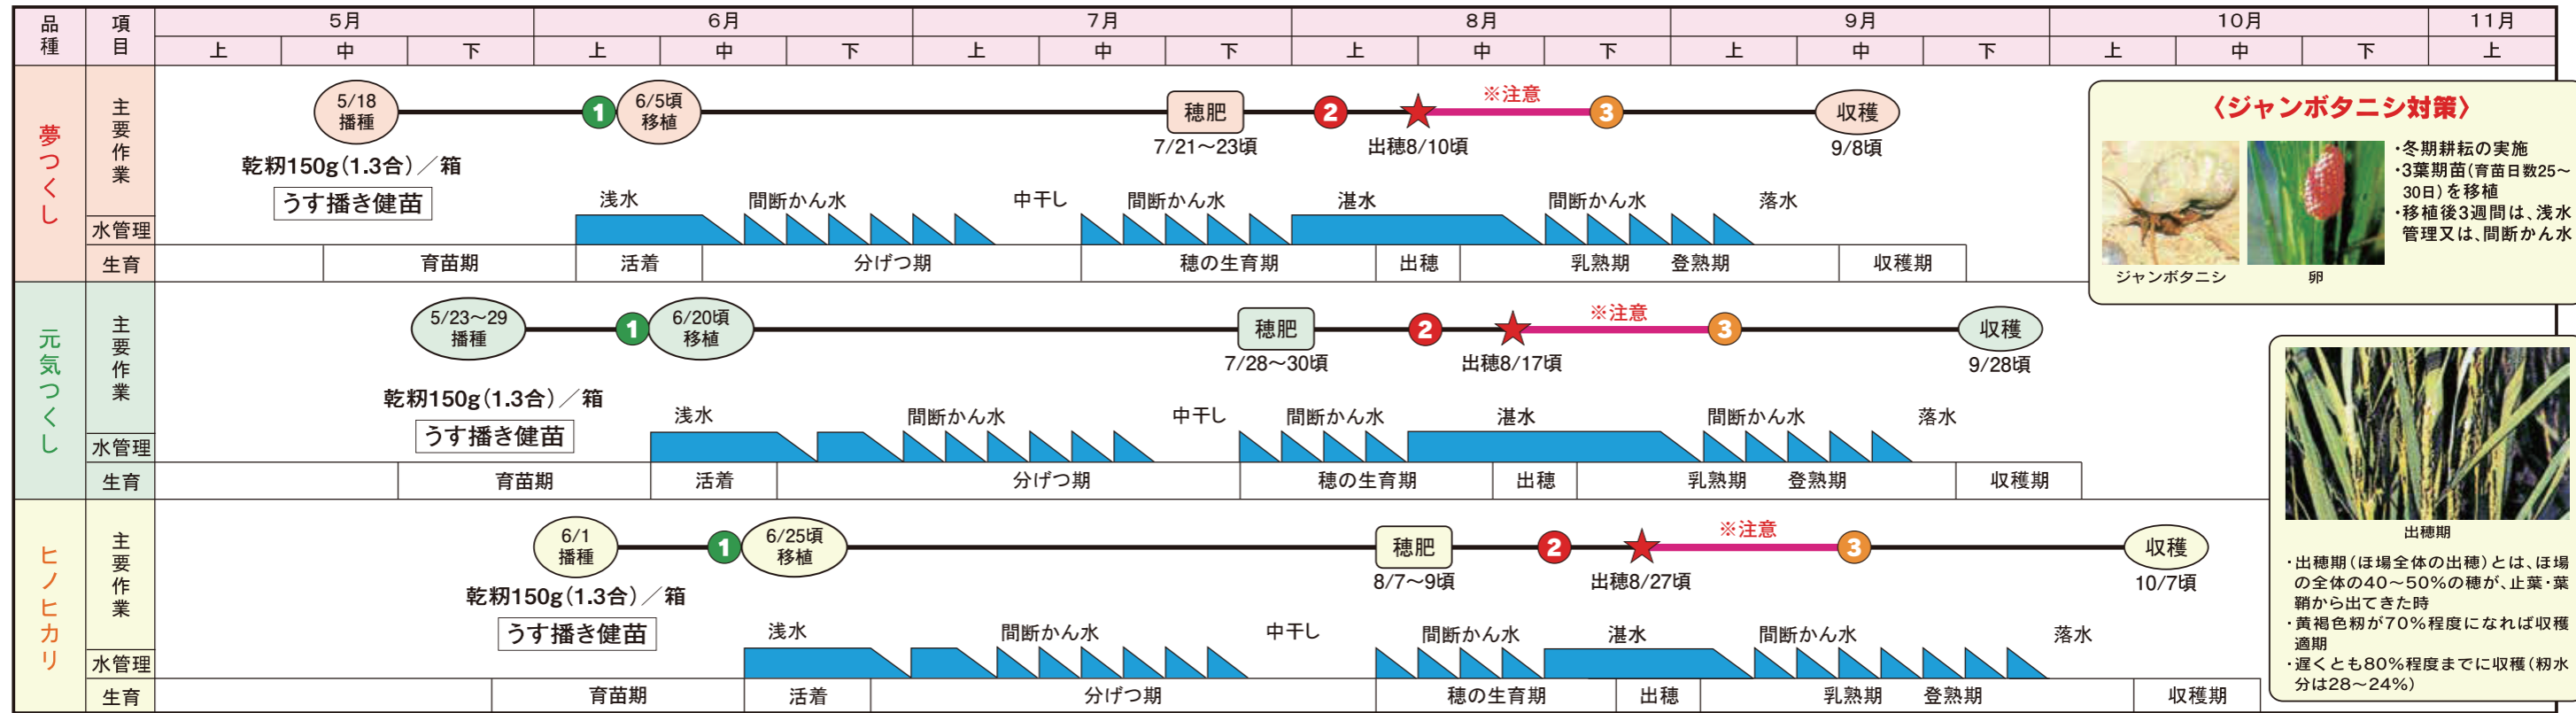 品種 項目 5月 6月 7月 8月 9月 10月 11月
上 中 下 上 中 下 上 中 下 上 中 下 上 中 下 上 中 下 上
夢つくし
主要作業
5/18
播種
1
6/5頃
移植
穂肥
7/21～23頃
2
出穂8/10頃
※注意
3
収穫
9/8頃
乾籾150g(1.3合)／箱
うす播き健苗
水管理
浅水 間断かん水 中干し 間断かん水 湛水 間断かん水 落水
生育 育苗期 活着 分げつ期 穂の生育期 出穂 乳熟期 登熟期 収穫期
元気つくし
主要作業
5/23～29
播種
1
6/20頃
移植
穂肥
7/28～30頃
2
出穂8/17頃
※注意
3
収穫
9/28頃
乾籾150g(1.3合)／箱
うす播き健苗
水管理
浅水 間断かん水 中干し 間断かん水 湛水 間断かん水 落水
生育 育苗期 活着 分げつ期 穂の生育期 出穂 乳熟期 登熟期 収穫期
ヒノヒカリ
主要作業
6/1
播種
1
6/25頃
移植
穂肥
8/7～9頃
2
出穂8/27頃
※注意
3
収穫
10/7頃
乾籾150g(1.3合)／箱
うす播き健苗
水管理
浅水 間断かん水 中干し 間断かん水 湛水 間断かん水 落水
生育 育苗期 活着 分げつ期 穂の生育期 出穂 乳熟期 登熟期 収穫期
〈ジャンボタニシ対策〉
・冬期耕耘の実施
・3葉期苗(育苗日数25～
30日)を移植
・移植後3週間は、浅水
管理又は、間断かん水
ジャンボタニシ 卵
出穂期
・出穂期(ほ場全体の出穂)とは、ほ場
の全体の40～50%の穂が、止葉・葉
鞘から出てきた時
・黄褐色籾が70%程度になれば収穫
適期
・遅くとも80%程度までに収穫(籾水
分は28～24%)